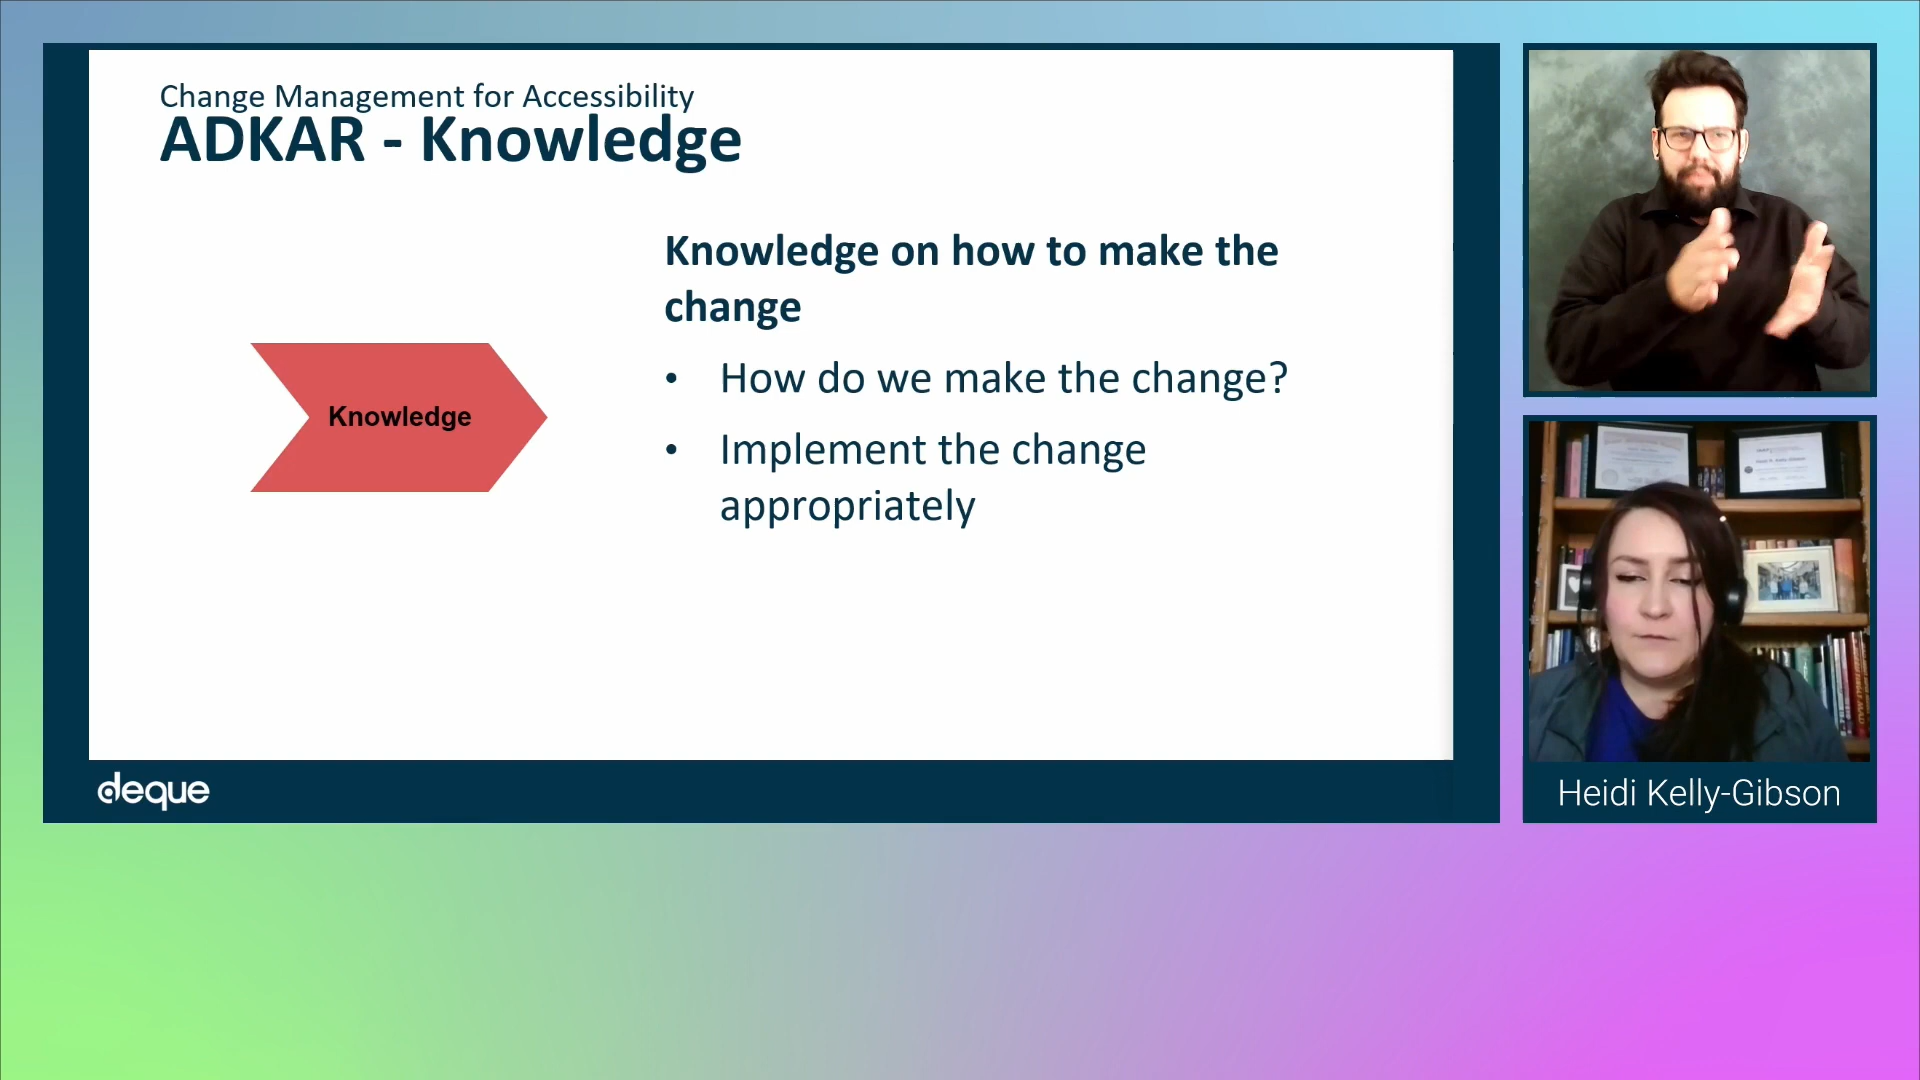 Change Management for Accessibility
ADKAR - Knowledge
Knowledge on how to make the
change
• How do we make the change?
• Implement the change
appropriately
Knowledge
deque
Heidi Kelly-Gibson